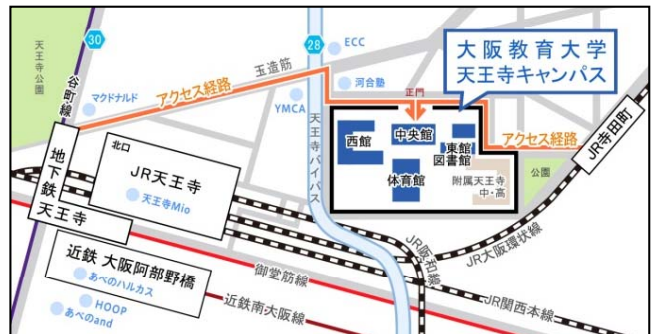 30
28
ECC
大阪教育大学
天王寺キャンパス
天王寺公園
谷町線
玉造筋
アクセス経路
マクドナルド
YMCA
河合塾
正門
天王寺バイパス
西館
中央館
東館
図書館
体育館
附属天王寺
中・高
公園
アクセス経路
JR寺田町
地下鉄
天王寺
北口
JR天王寺
天王寺Mio
近鉄 大阪阿部野橋
あべのハルカス
HOOP
あべのand
御堂筋線
近鉄南大阪線
JR阪和線
JR大阪環状線
JR関西本線